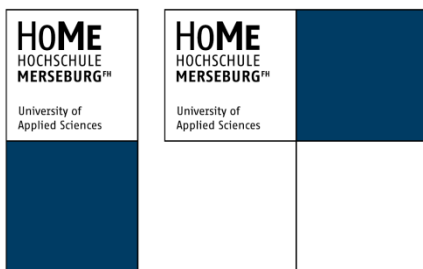 HOME
HOCHSCHULE
MERSEBURG FH
University of
Applied Sciences
HOME
HOCHSCHULE
MERSEBURG FH
University of
Applied Sciences